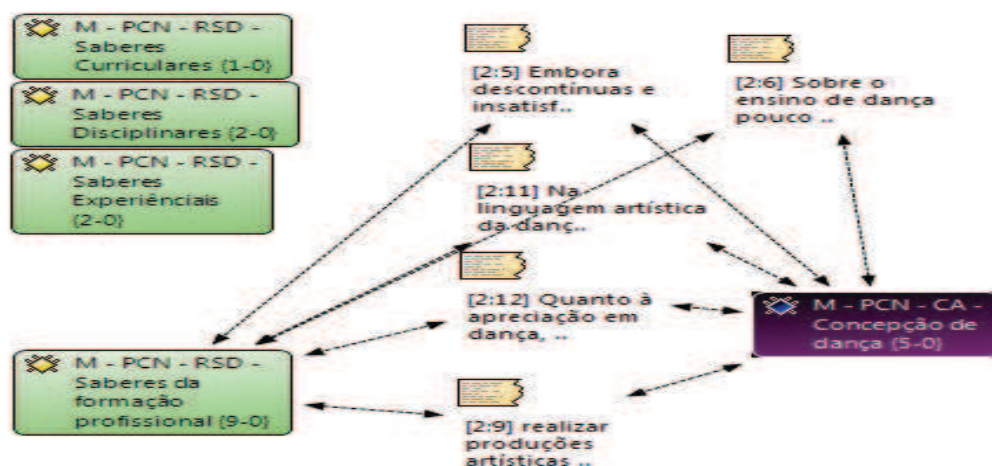 M - PCN - RSD -
Saberes
Curriculares {1-0}
M - PCN - RSD -
Saberes
Disciplinares {2-0}
M - PCN - RSD -
Saberes
Experiênciais
{2-0}
[2:5] Embora
descontínuas e
insatisf..
[2:6] Sobre o
ensino de dança
pouco ..
[2:11] Na
linguagem artística
da danç..
[2:12] Quanto à
apreciação em
dança, ..
M - PCN - CA -
Concepção de
dança {5-0}
M - PCN - RSD -
Saberes da
formação
profissional {9-0}
[2:9] realizar
produções
artísticas ..